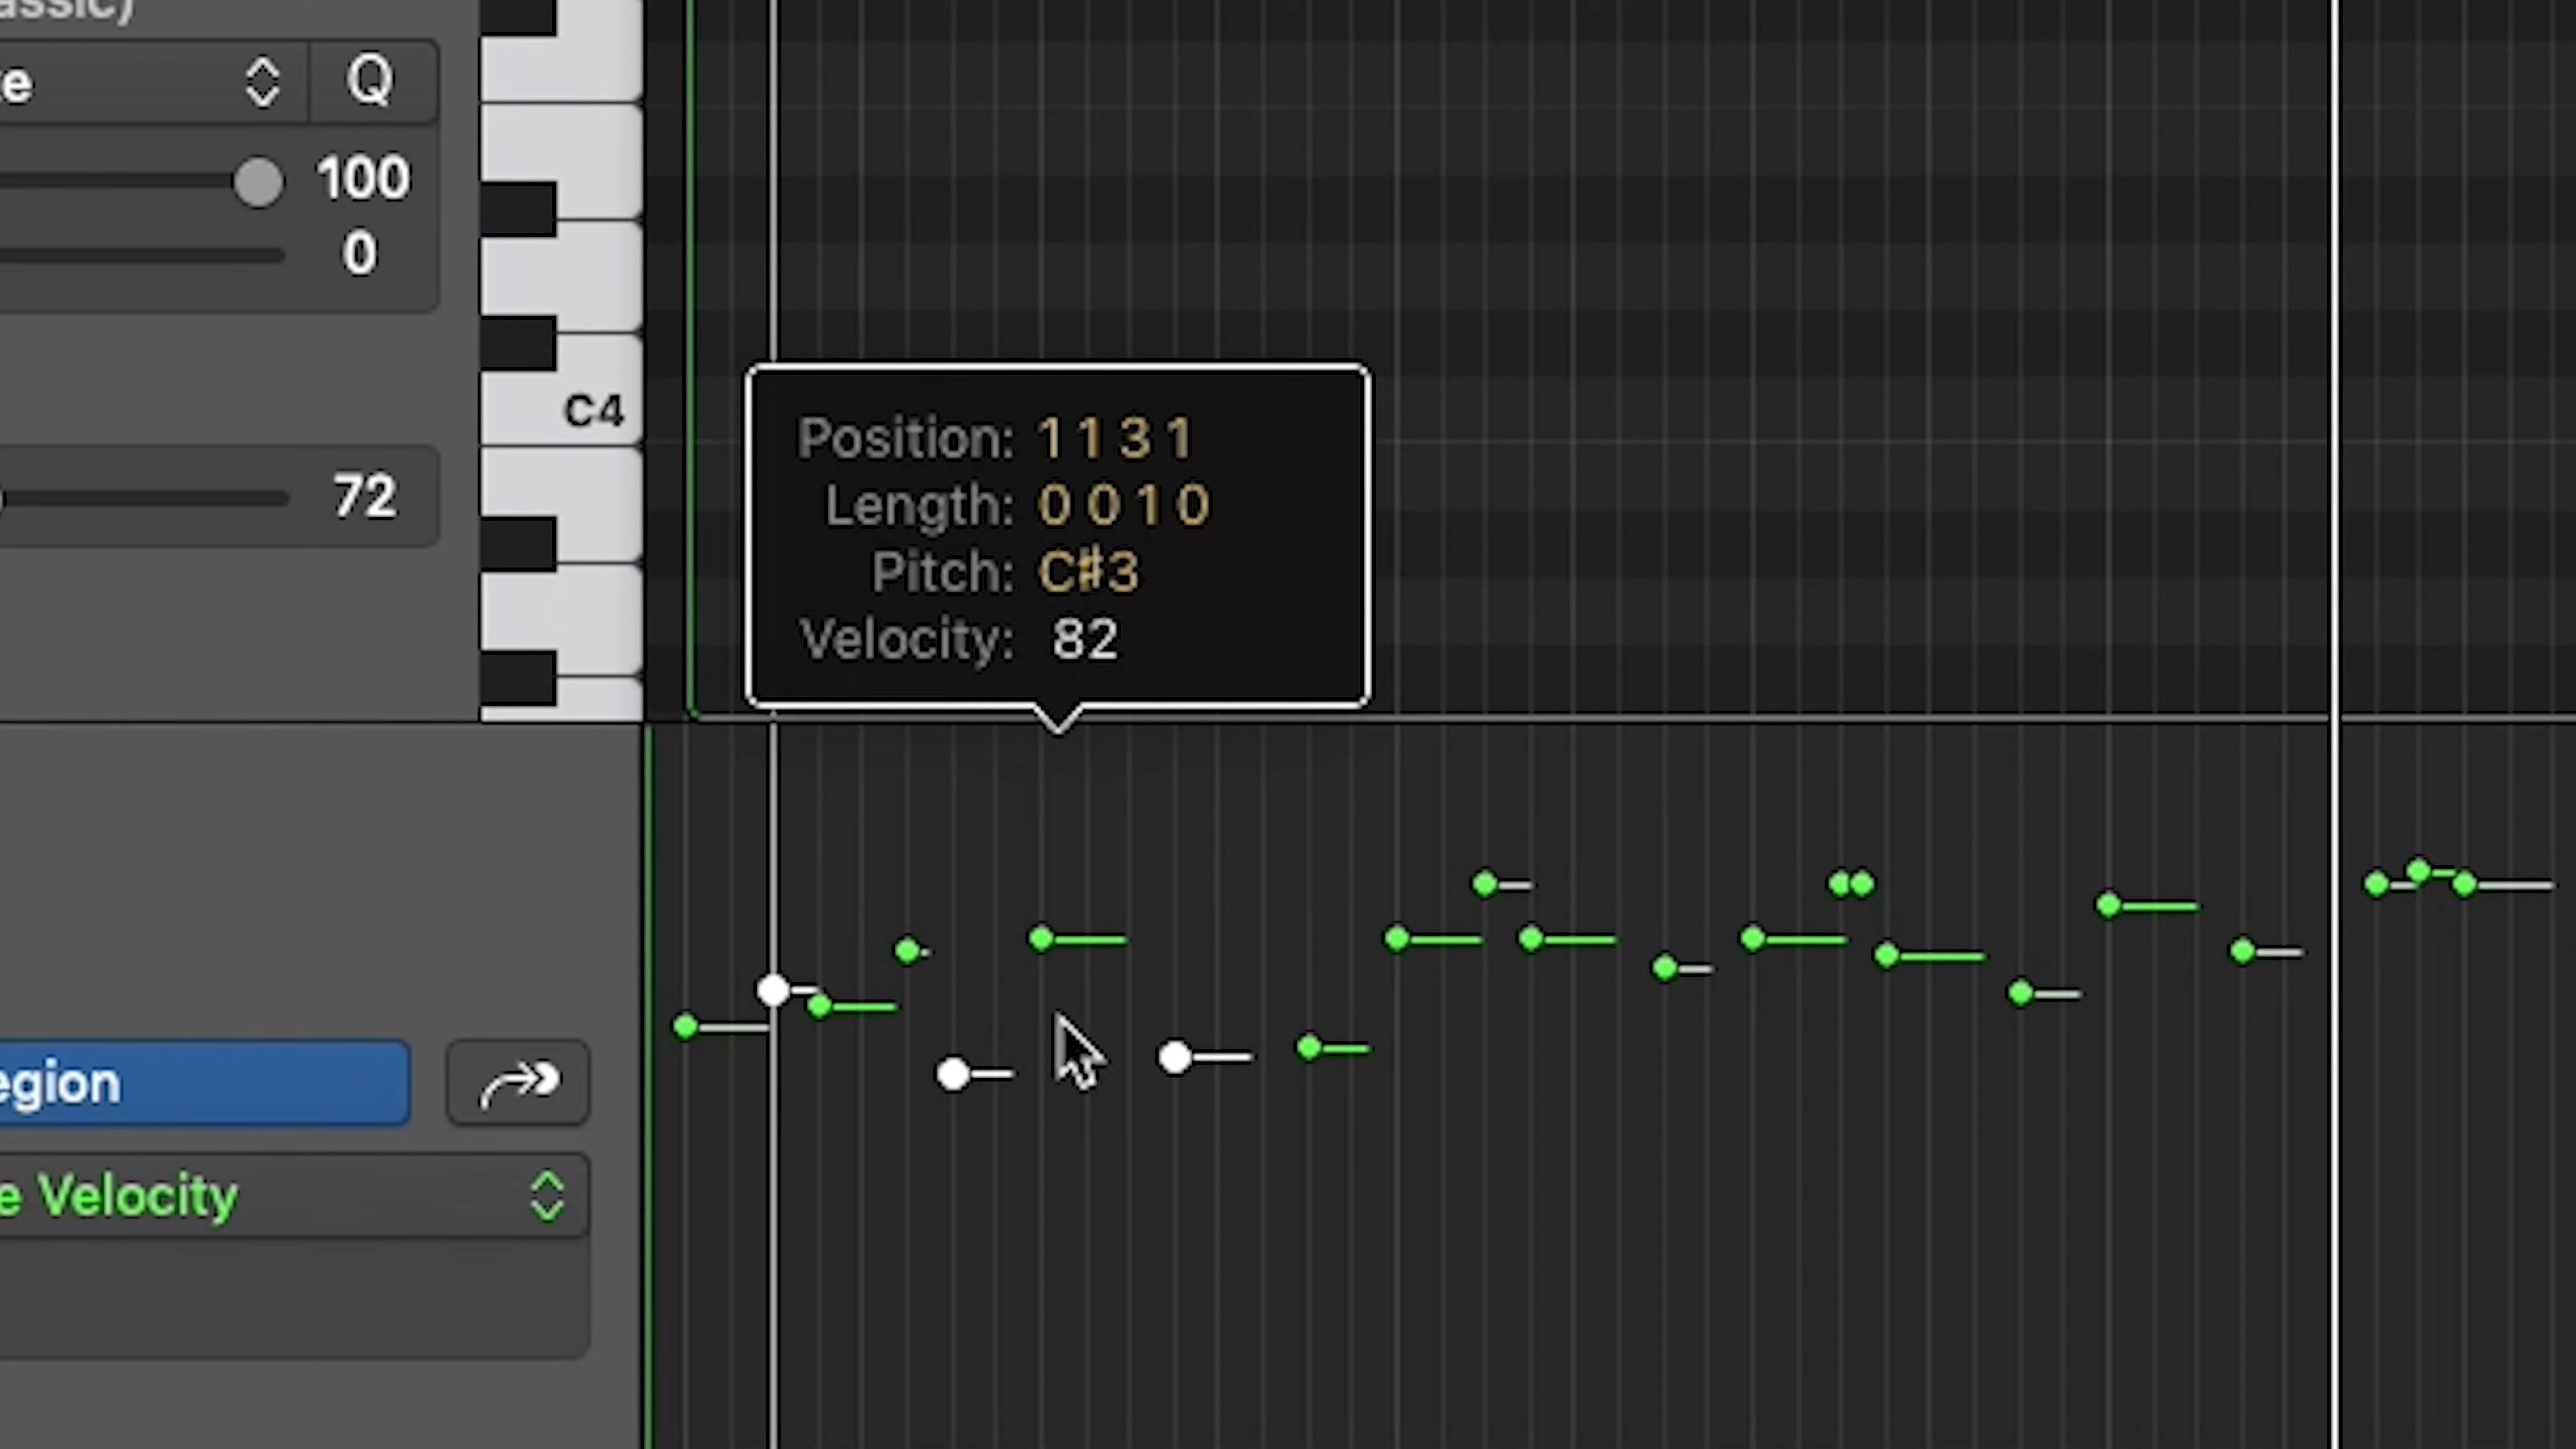 assic)
e
Q
100
0
C4
72
Position: 1 1 3 1
Length: 0 0 1 0
Pitch: C#3
Velocity: 82
egion
e Velocity